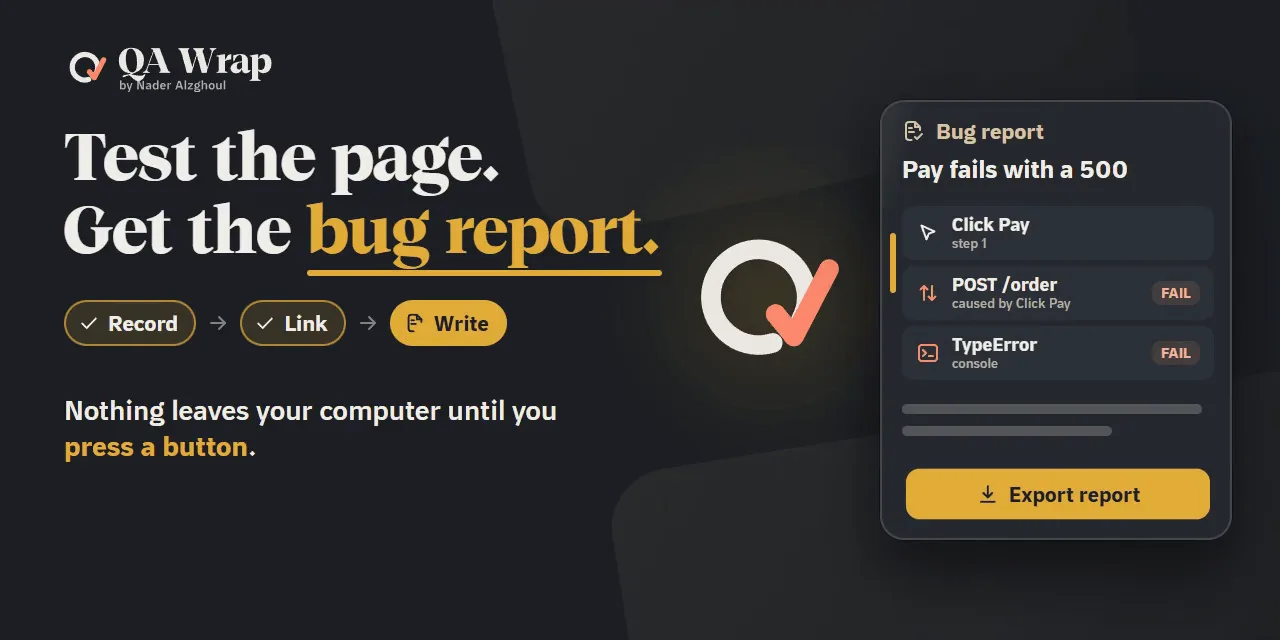 QA Wrap
by Nader Alzghoul
Test the page.
Get the bug report.
Record
Link
Write
Nothing leaves your computer until you
press a button.
Bug report
Pay fails with a 500
Click Pay
step 1
POST /order
caused by Click Pay
FAIL
TypeError
console
FAIL
Export report